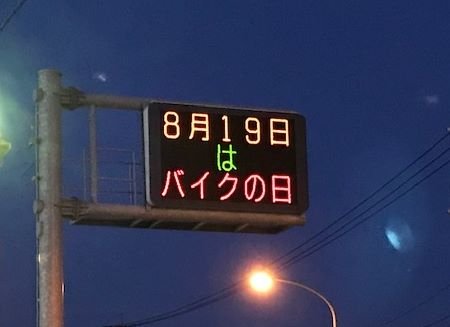 8月19日
は
バイクの日